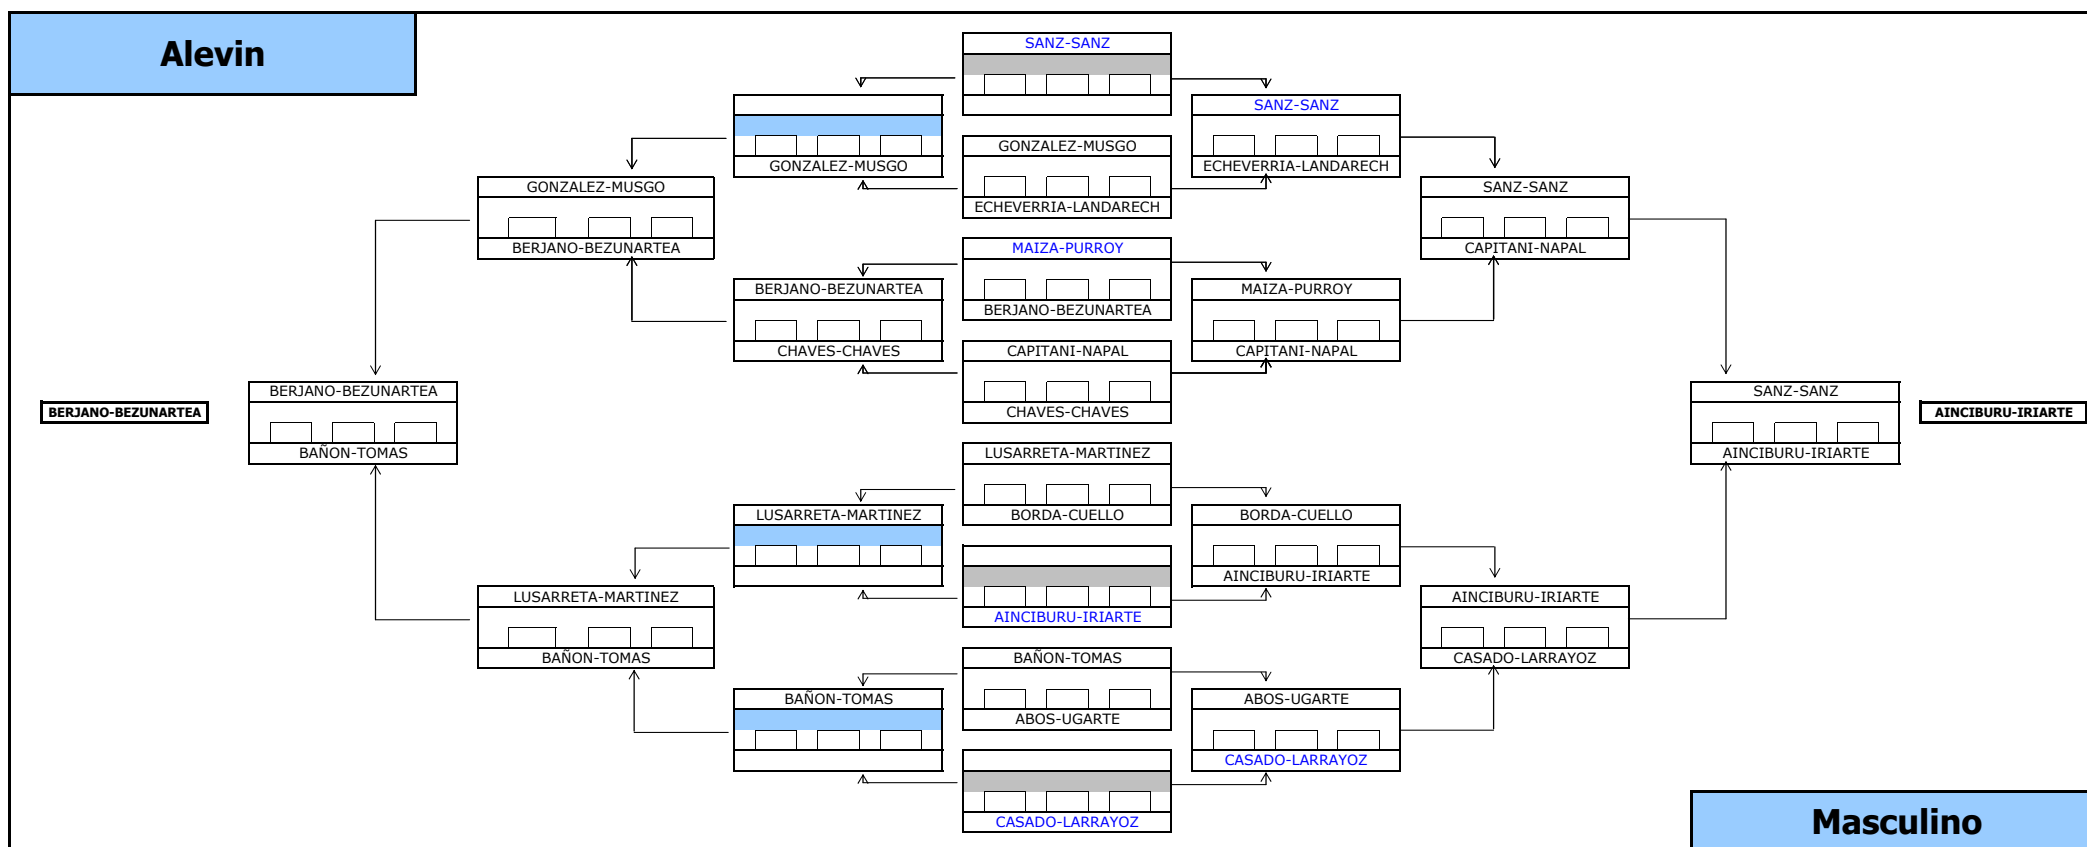 Alevin
SANZ-SANZ
SANZ-SANZ
GONZALEZ-MUSGO
GONZALEZ-MUSGO
ECHEVERRIA-LANDARECH
GONZALEZ-MUSGO
SANZ-SANZ
ECHEVERRIA-LANDARECH
BERJANO-BEZUNARTEA
MAIZA-PURROY
CAPITANI-NAPAL
BERJANO-BEZUNARTEA
MAIZA-PURROY
BERJANO-BEZUNARTEA
CHAVES-CHAVES
CAPITANI-NAPAL
CAPITANI-NAPAL
BERJANO-BEZUNARTEA
SANZ-SANZ
BERJANO-BEZUNARTEA
CHAVES-CHAVES
AINCIBURU-IRIARTE
BAÑON-TOMAS
LUSARRETA-MARTINEZ
AINCIBURU-IRIARTE
LUSARRETA-MARTINEZ
BORDA-CUELLO
BORDA-CUELLO
AINCIBURU-IRIARTE
LUSARRETA-MARTINEZ
AINCIBURU-IRIARTE
AINCIBURU-IRIARTE
BAÑON-TOMAS
BAÑON-TOMAS
CASADO-LARRAYOZ
BAÑON-TOMAS
ABOS-UGARTE
ABOS-UGARTE
CASADO-LARRAYOZ
CASADO-LARRAYOZ
Masculino